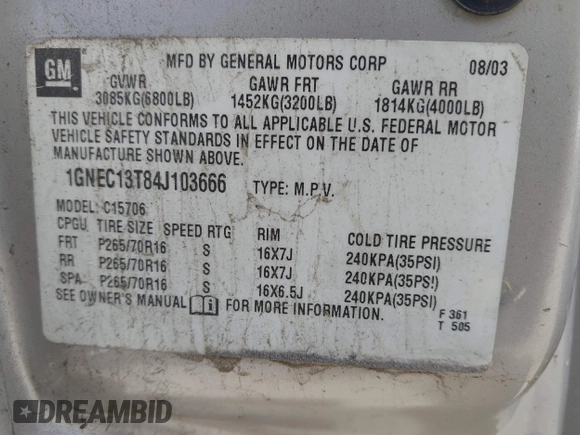 GM
MFD BY GENERAL MOTORS CORP 08/03
GVWR GAWR FRT GAWR RR
3085KG(6800LB) 1452KG(3200LB) 1814KG(4000LB)
THIS VEHICLE CONFORMS TO ALL APPLICABLE U.S. FEDERAL MOTOR
VEHICLE SAFETY STANDARDS IN EFFECT ON THE DATE OF
MANUFACTURE SHOWN ABOVE.
1GNEC13T84J103666 TYPE: M.P.V.
MODEL: C15706
CPGU TIRE SIZE SPEED RTG RIM COLD TIRE PRESSURE
FRT P265/70R16 S 16X7J 240KPA(35PSI)
RR P265/70R16 S 16X7J 240KPA(35PSI)
SPA P265/70R16 S 16X6.5J 240KPA(35PSI)
SEE OWNER'S MANUAL i FOR MORE INFORMATION.
F 361
T 505
DREAMBID